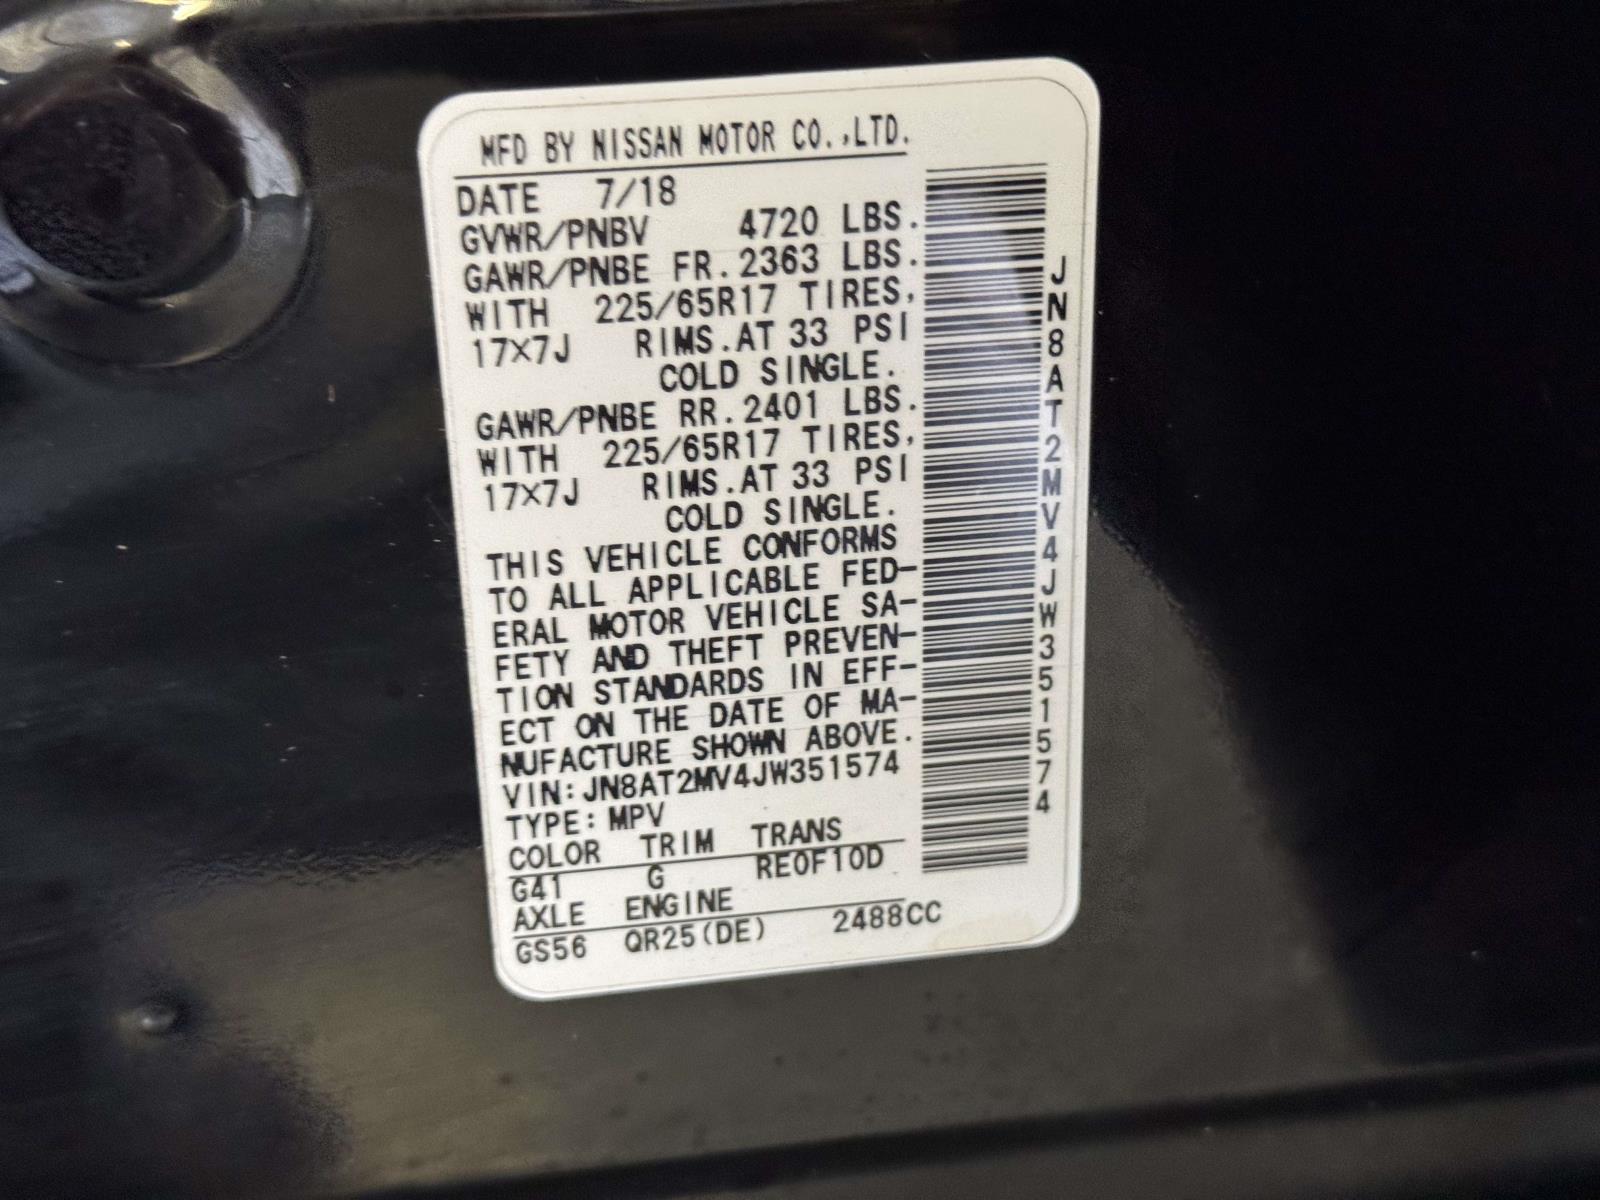 MFD BY NISSAN MOTOR CO.,LTD.
DATE 7/18
GVWR/PNBV 4720 LBS.
GAWR/PNBE FR.2363 LBS.
WITH 225/65R17 TIRES,
17×7J RIMS.AT 33 PSI
COLD SINGLE.
GAWR/PNBE RR.2401 LBS.
WITH 225/65R17 TIRES,
17×7J RIMS.AT 33 PSI
COLD SINGLE.
THIS VEHICLE CONFORMS
TO ALL APPLICABLE FED-
ERAL MOTOR VEHICLE SA-
FETY AND THEFT PREVEN-
TION STANDARDS IN EFF-
ECT ON THE DATE OF MA-
NUFACTURE SHOWN ABOVE.
VIN:JN8AT2MV4JW351574
TYPE:MPV
COLOR TRIM TRANS
G41 G RE0F10D
AXLE ENGINE
GS56 QR25(DE) 2488CC
JN8AT2MV4JW351574